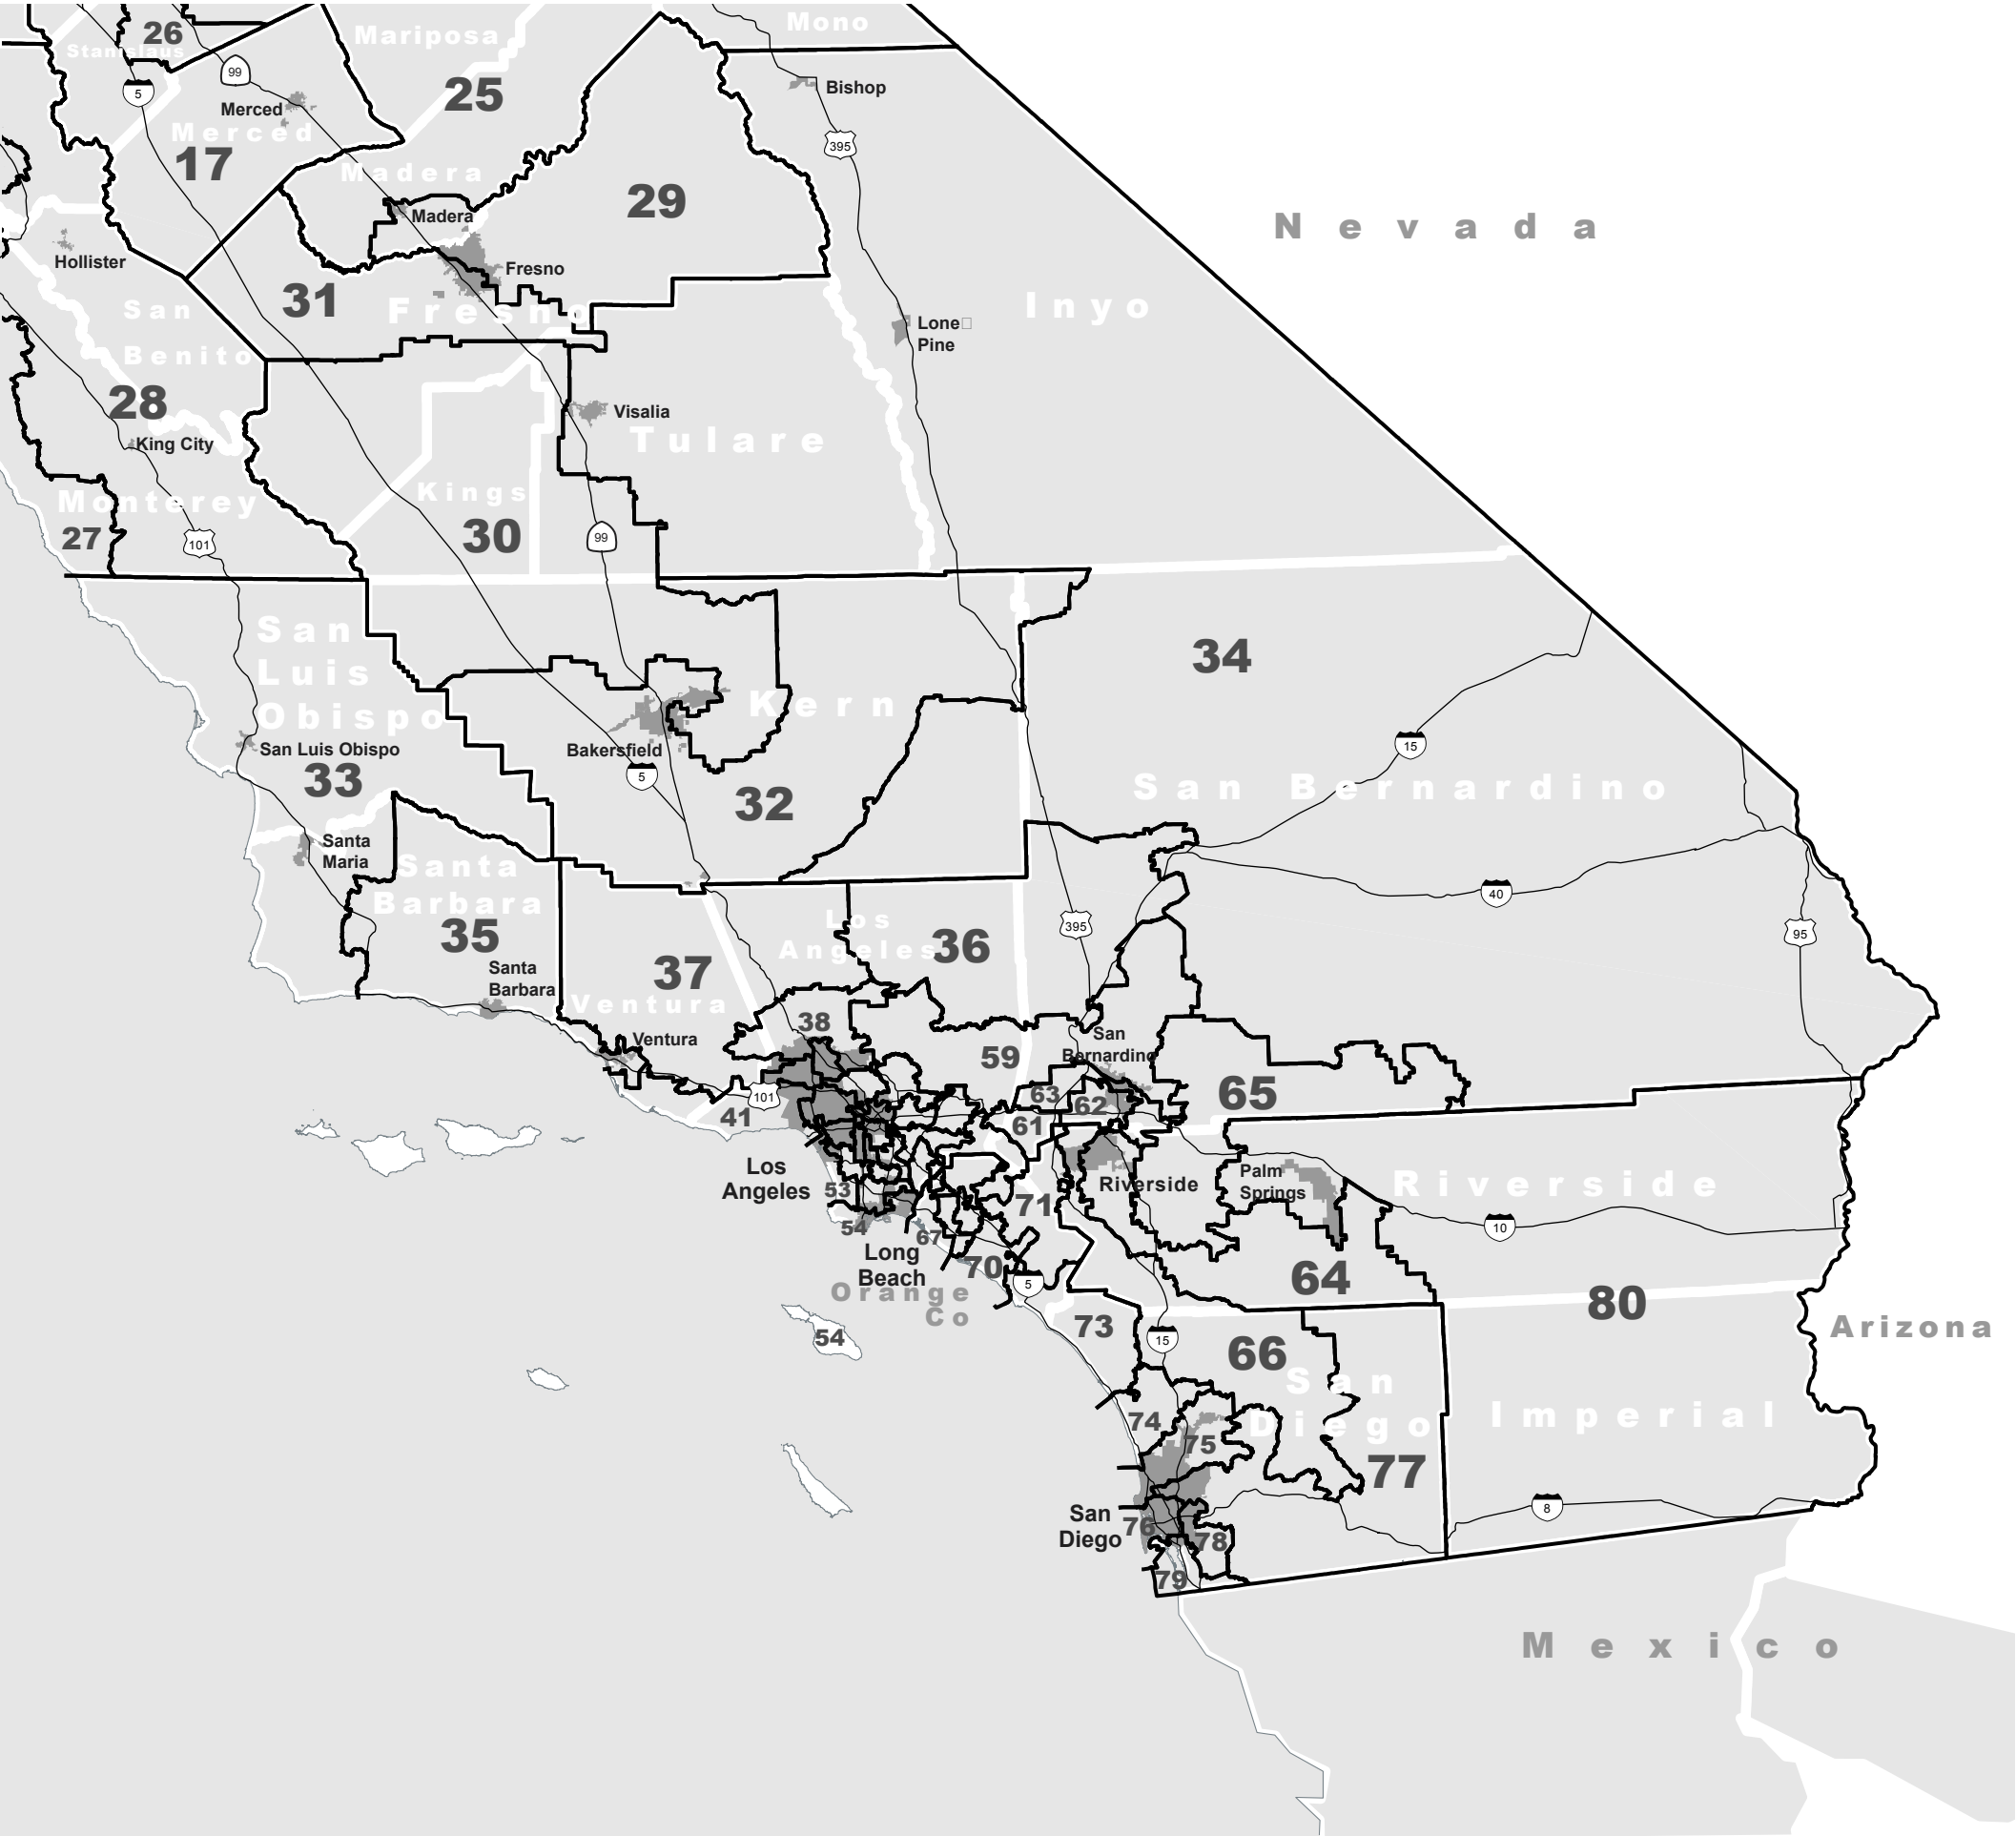 26
Stanislaus
Mariposa
Mono
99
25
5
Bishop
Merced
Merced
395
17
Madera
29
Madera
Nevada
Hollister
Fresno
31
Fresno
San
Inyo
Lone
Pine
Benito
28
Visalia
King City
Tulare
Monterey
Kings
27
101
30
99
San
Luis
Obispo
34
Kern
San Luis Obispo
Bakersfield
15
5
33
32
San Bernardino
Santa
Maria
Santa
Barbara
40
35
Los
Angeles
36
395
95
Santa
Barbara
37
Ventura
38
Ventura
San
Bernardino
59
65
63
62
101
41
61
Los
Angeles
53
Riverside
Palm
Springs
Riverside
71
54
67
10
Long
Beach
70
5
64
80
Orange
Co
54
73
15
66
Arizona
San
Diego
74
75
Imperial
77
8
San
Diego
76
78
79
Mexico